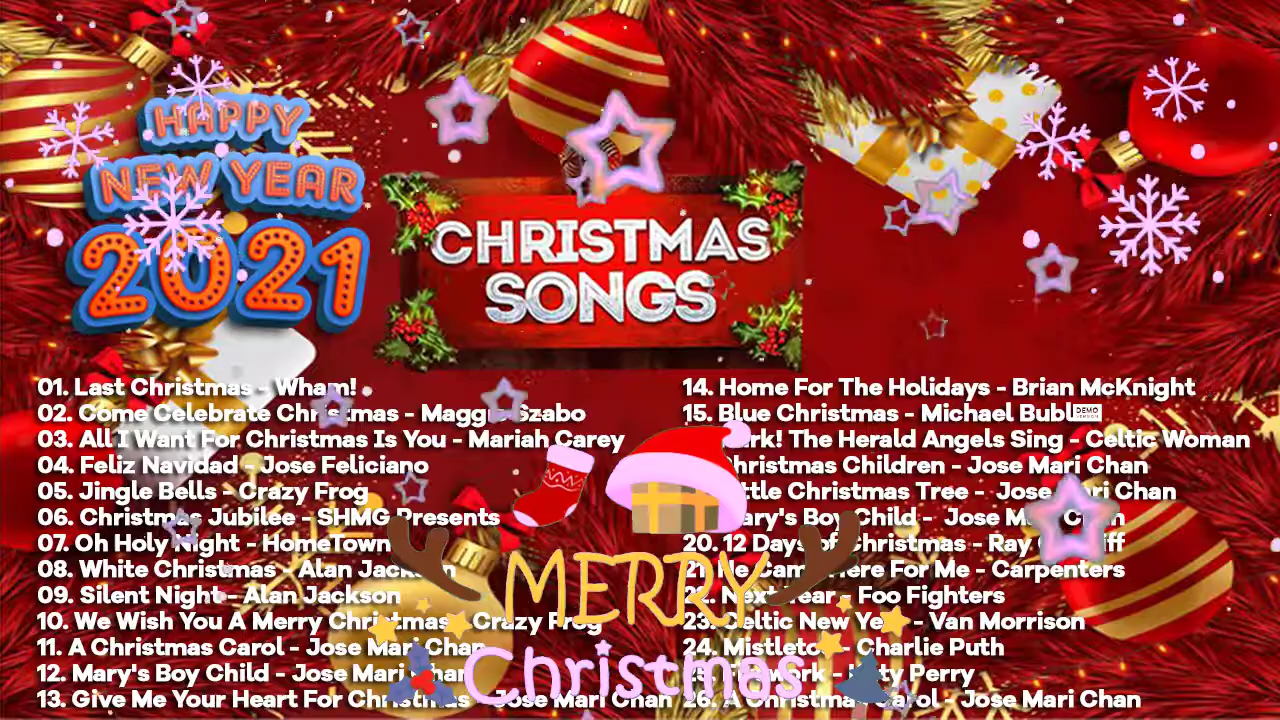 HAPPY
NEW YEAR
2021
CHRISTMAS
SONGS
01. Last Christmas - Wham!
02. Come Celebrate Christmas - Maggie Szabo
03. All I Want For Christmas Is You - Mariah Carey
04. Feliz Navidad - Jose Feliciano
05. Jingle Bells - Crazy Frog
06. Christmas Jubilee - SHMG Presents
07. Oh Holy Night - HomeTown
08. White Christmas - Alan Jackson
09. Silent Night - Alan Jackson
10. We Wish You A Merry Christmas - Crazy Frog
11. A Christmas Carol - Jose Mari Chan
12. Mary's Boy Child - Jose Mari Chan
13. Give Me Your Heart For Christmas - Jose Mari Chan
14. Home For The Holidays - Brian McKnight
15. Blue Christmas - Michael Bubl
DEMO
Hark! The Herald Angels Sing - Celtic Woman
Christmas Children - Jose Mari Chan
Little Christmas Tree - Jose Mari Chan
Mary's Boy Child - Jose Mari Chan
20. 12 Days of Christmas - Ray
21. He Came Here For Me - Carpenters
22. Next Year - Foo Fighters
23. Celtic New Year - Van Morrison
24. Mistletoe - Charlie Puth
25. Firework - Katy Perry
26. A Christmas Carol - Jose Mari Chan
MERRY
Christmas